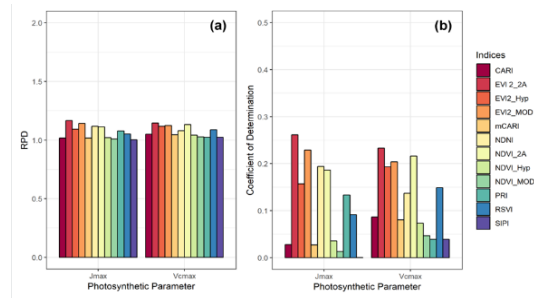 (a)
2.0
1.5
1.0
0.5
0.0
RPD
Jmax
Vcmax
Photosynthetic Parameter
(b)
0.5
0.4
0.3
0.2
0.1
0.0
Coefficient of Determination
Jmax
Vcmax
Photosynthetic Parameter
Indices
CARI
EVI 2_2A
EVI2_Hyp
EVI2_MOD
mCARI
NDNI
NDVI_2A
NDVI_Hyp
NDVI_MOD
PRI
RSVI
SIPI